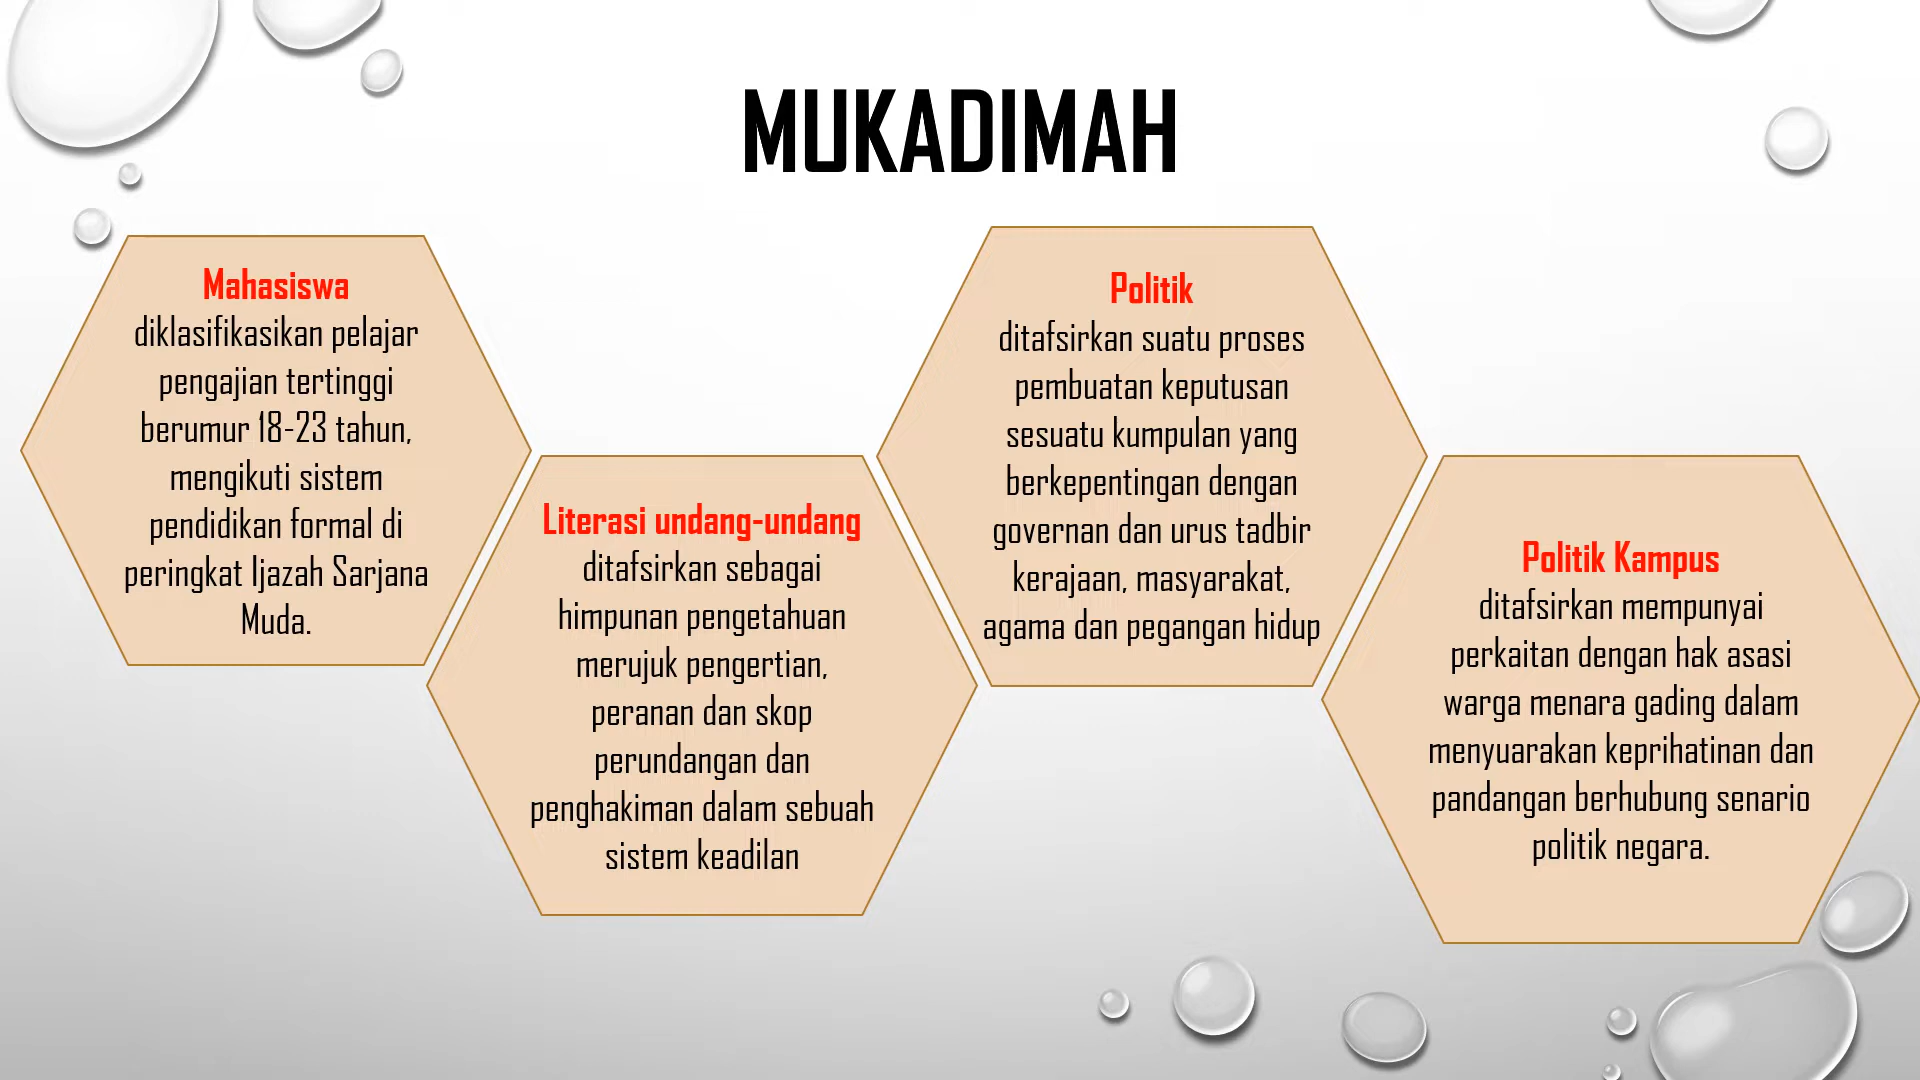 MUKADIMAH
Mahasiswa
diklasifikasikan pelajar
pengajian tertinggi
berumur 18-23 tahun,
mengikuti sistem
pendidikan formal di
peringkat Ijazah Sarjana
Muda.
Literasi undang-undang
ditafsirkan sebagai
himpunan pengetahuan
merujuk pengertian,
peranan dan skop
perundangan dan
penghakiman dalam sebuah
sistem keadilan
Politik
ditafsirkan suatu proses
pembuatan keputusan
sesuatu kumpulan yang
berkepentingan dengan
governan dan urus tadbir
kerajaan, masyarakat,
agama dan pegangan hidup
Politik Kampus
ditafsirkan mempunyai
perkaitan dengan hak asasi
warga menara gading dalam
menyuarakan keprihatinan dan
pandangan berhubung senario
politik negara.